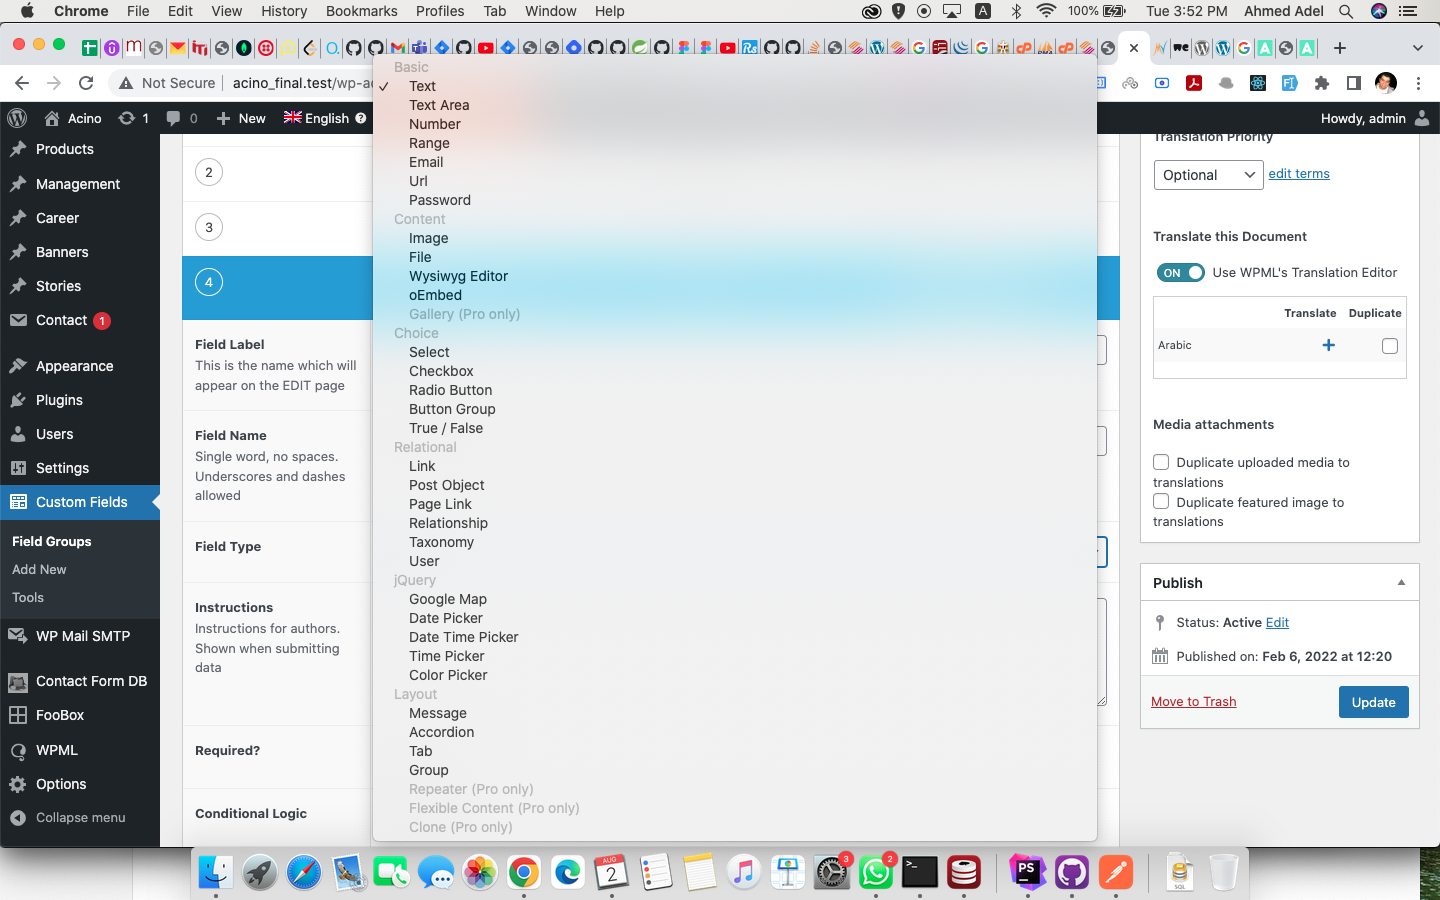 Chrome File Edit View History Bookmarks Profiles Tab Window Help
100% Tue 3:52 PM Ahmed Adel
Not Secure acino_final.test/wp-ac
Acino 1 0 New English Howdy, admin
Products
Management
Career
Banners
Stories
Contact 1
Appearance
Plugins
Users
Settings
Custom Fields
Field Groups
Add New
Tools
WP Mail SMTP
Contact Form DB
FooBox
WPML
Options
Collapse menu
2
3
4
Field Label
This is the name which will
appear on the EDIT page
Field Name
Single word, no spaces.
Underscores and dashes
allowed
Field Type
Instructions
Instructions for authors.
Shown when submitting
data
Required?
Conditional Logic
Basic
✓ Text
Text Area
Number
Range
Email
Url
Password
Content
Image
File
Wysiwyg Editor
oEmbed
Gallery (Pro only)
Choice
Select
Checkbox
Radio Button
Button Group
True / False
Relational
Link
Post Object
Page Link
Relationship
Taxonomy
User
jQuery
Google Map
Date Picker
Date Time Picker
Time Picker
Color Picker
Layout
Message
Accordion
Tab
Group
Repeater (Pro only)
Flexible Content (Pro only)
Clone (Pro only)
Translation Priority
Optional edit terms
Translate this Document
ON Use WPML's Translation Editor
Translate Duplicate
Arabic
Media attachments
Duplicate uploaded media to
translations
Duplicate featured image to
translations
Publish
Status: Active Edit
Published on: Feb 6, 2022 at 12:20
Move to Trash Update
AUG
2
3
2
PS
SQL